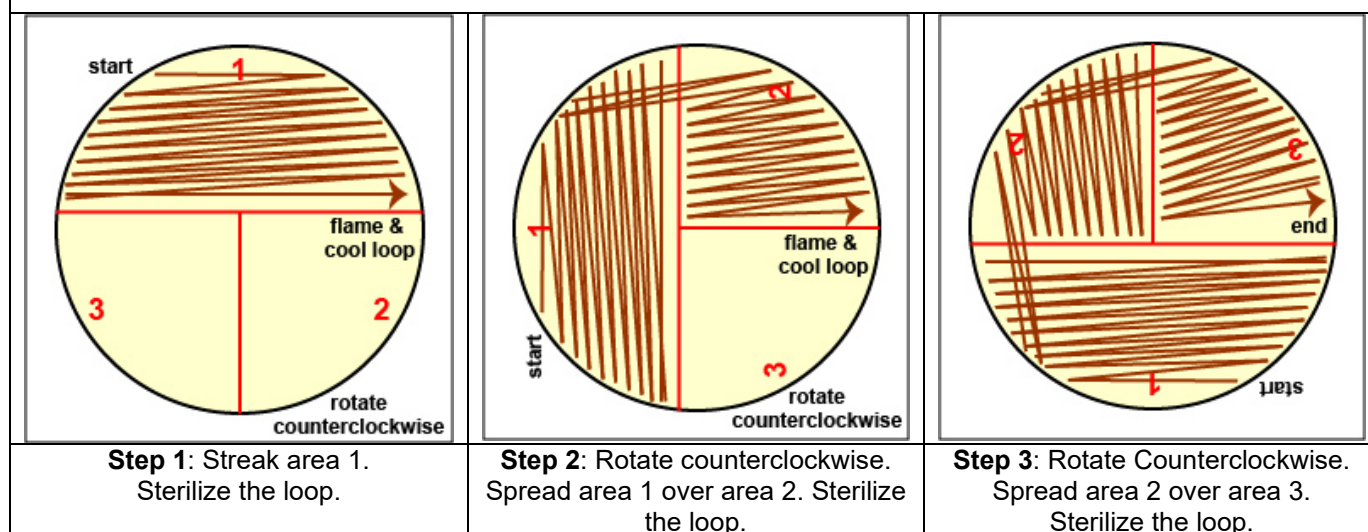 start
1
flame &
cool loop
3
2
rotate
counterclockwise
Step 1: Streak area 1.
Sterilize the loop.
2
1
flame &
cool loop
start
3
rotate
counterclockwise
Step 2: Rotate counterclockwise.
Spread area 1 over area 2. Sterilize
the loop.
2
3
end
1
start
Step 3: Rotate Counterclockwise.
Spread area 2 over area 3.
Sterilize the loop.